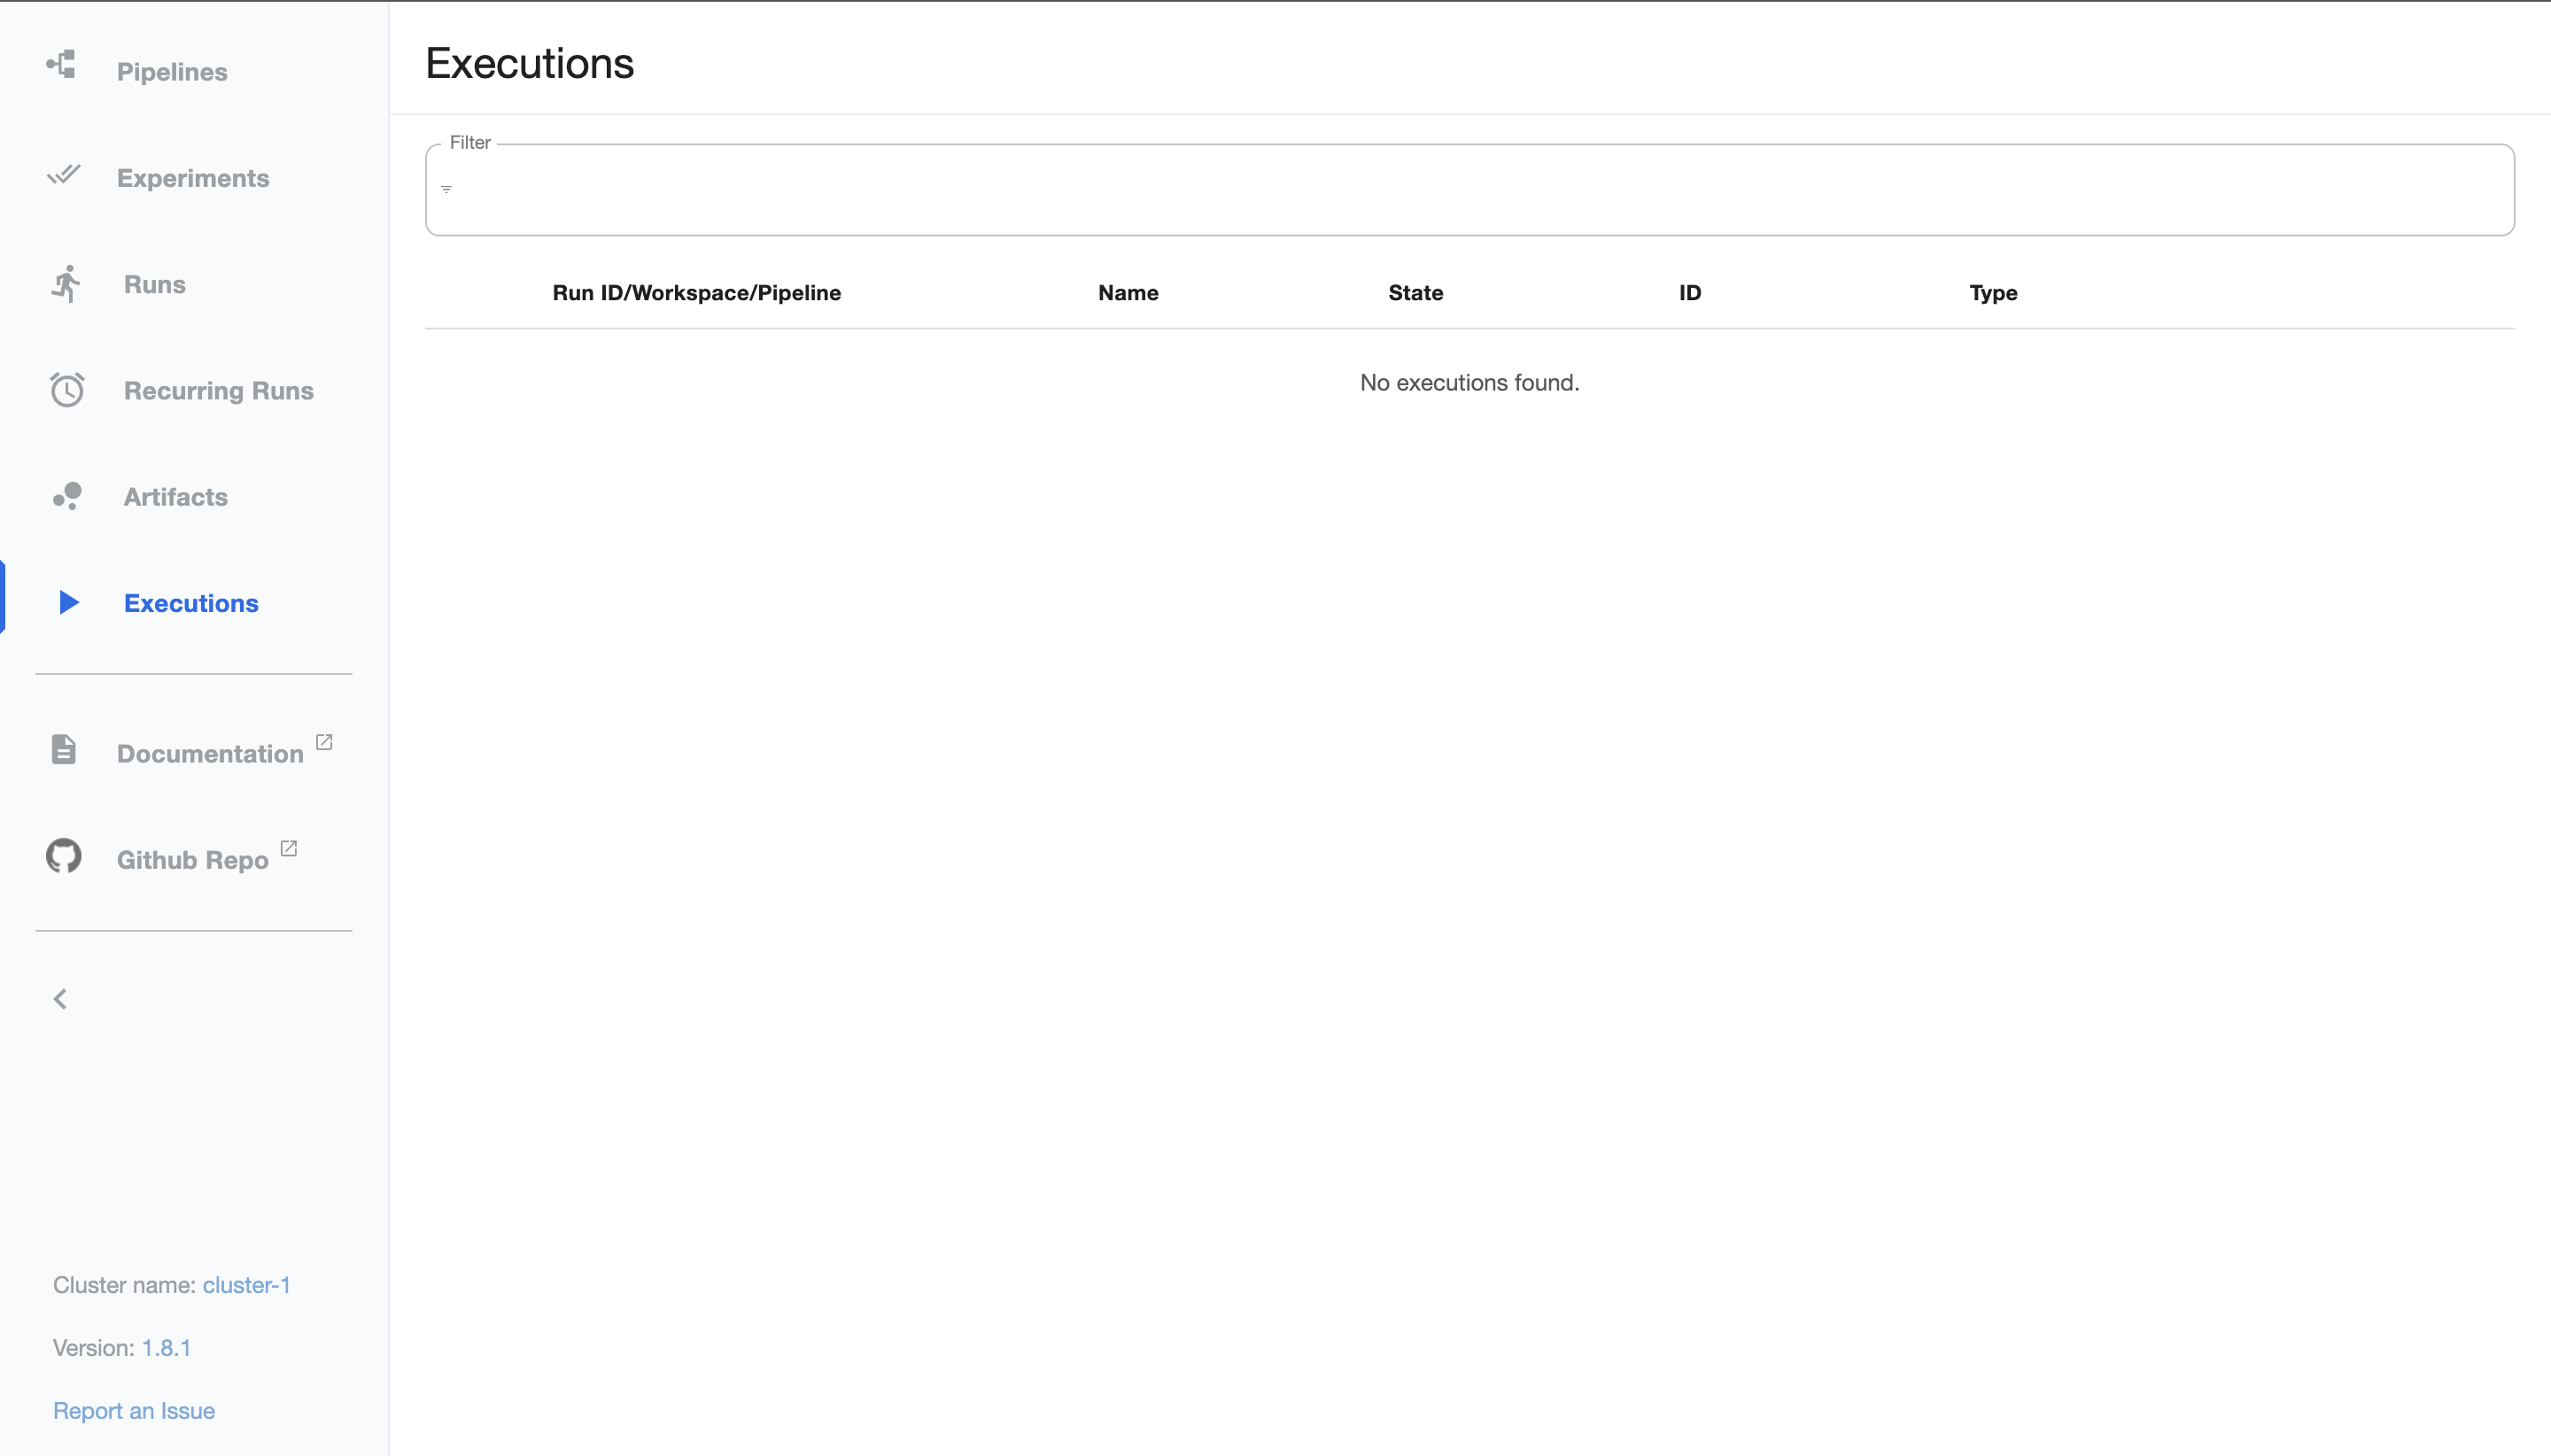 Pipelines
Experiments
Runs
Recurring Runs
Artifacts
Executions
Documentation
Github Repo
Cluster name: cluster-1
Version: 1.8.1
Report an Issue
Executions
Filter
Run ID/Workspace/Pipeline Name State ID Type
No executions found.